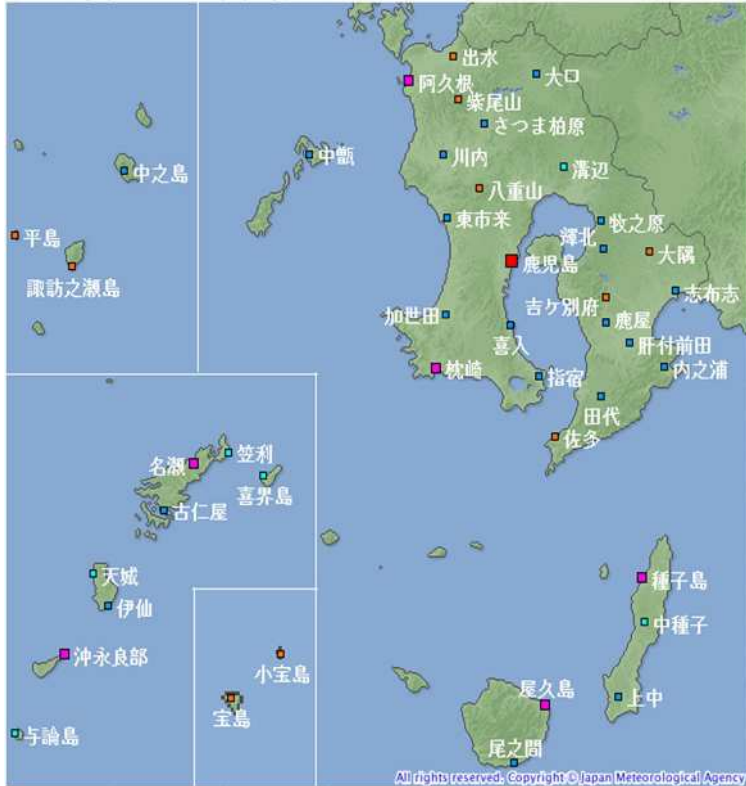 出水
大口
阿久根
紫尾山
さつま柏原
中甑
川内
溝辺
中之島
八重山
東市来
牧之原
平島
輝北
大隅
鹿児島
諏訪之瀬島
志布志
吉ケ別府
加世田
鹿屋
喜入
肝付前田
枕崎
内之浦
指宿
田代
佐多
笠利
名瀬
喜界島
古仁屋
天城
種子島
伊仙
中種子
沖永良部
小宝島
屋久島
上中
宝島
与論島
尾之間
All rights reserved. Copyright © Japan Meteorological Agency